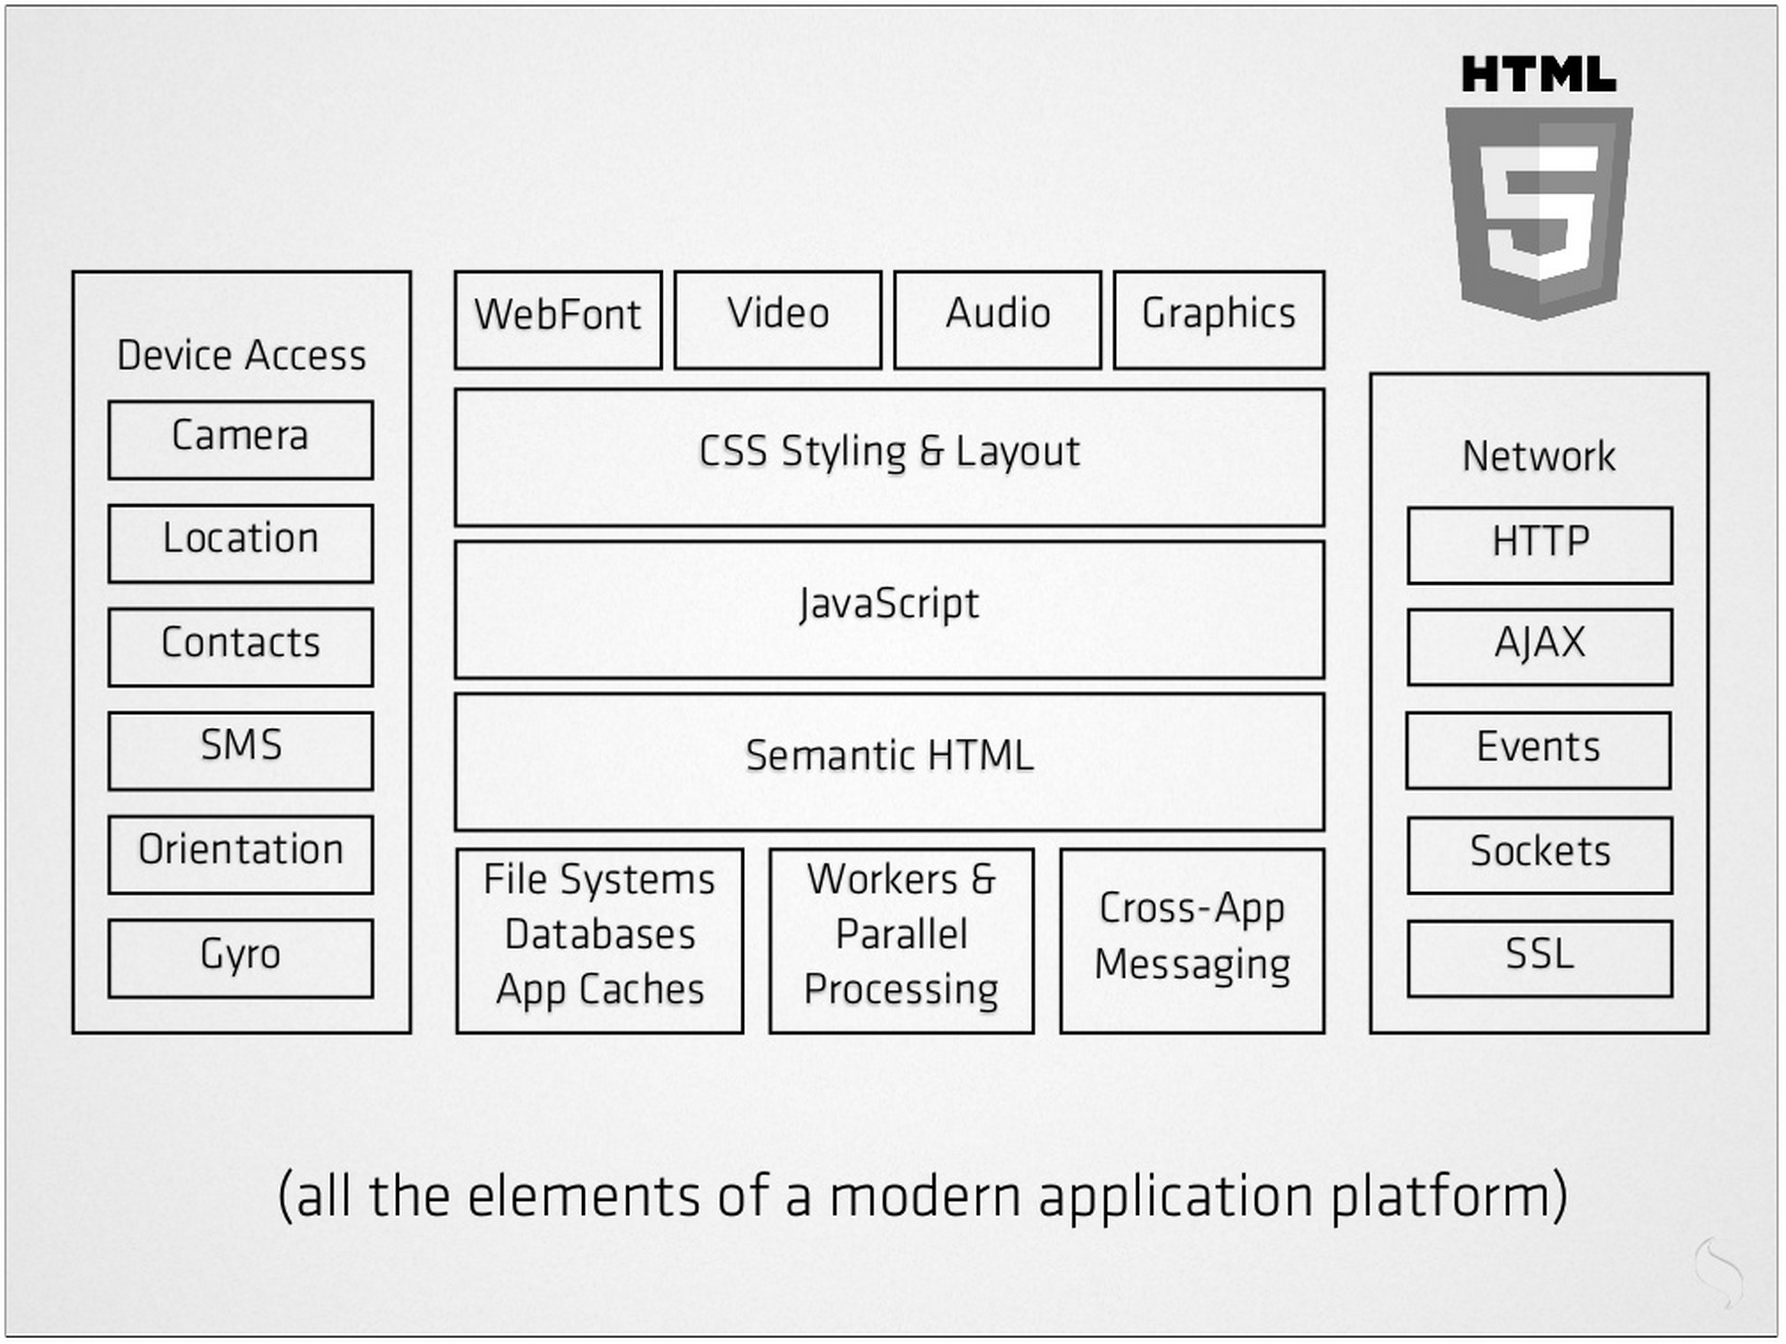 HTML
5
Device Access
Camera
Location
Contacts
SMS
Orientation
Gyro
WebFont
Video
Audio
Graphics
CSS Styling & Layout
JavaScript
Semantic HTML
File Systems
Databases
App Caches
Workers &
Parallel
Processing
Cross-App
Messaging
Network
HTTP
AJAX
Events
Sockets
SSL
(all the elements of a modern application platform)